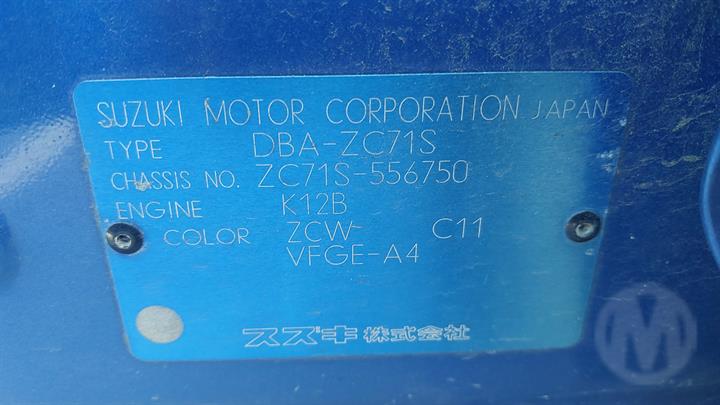 SUZUKI MOTOR CORPORATION JAPAN
TYPE DBA-ZC71S
CHASSIS NO. ZC71S-556750
ENGINE K12B
COLOR ZCW C11
VFGE-A4
スズキ株式会社
M